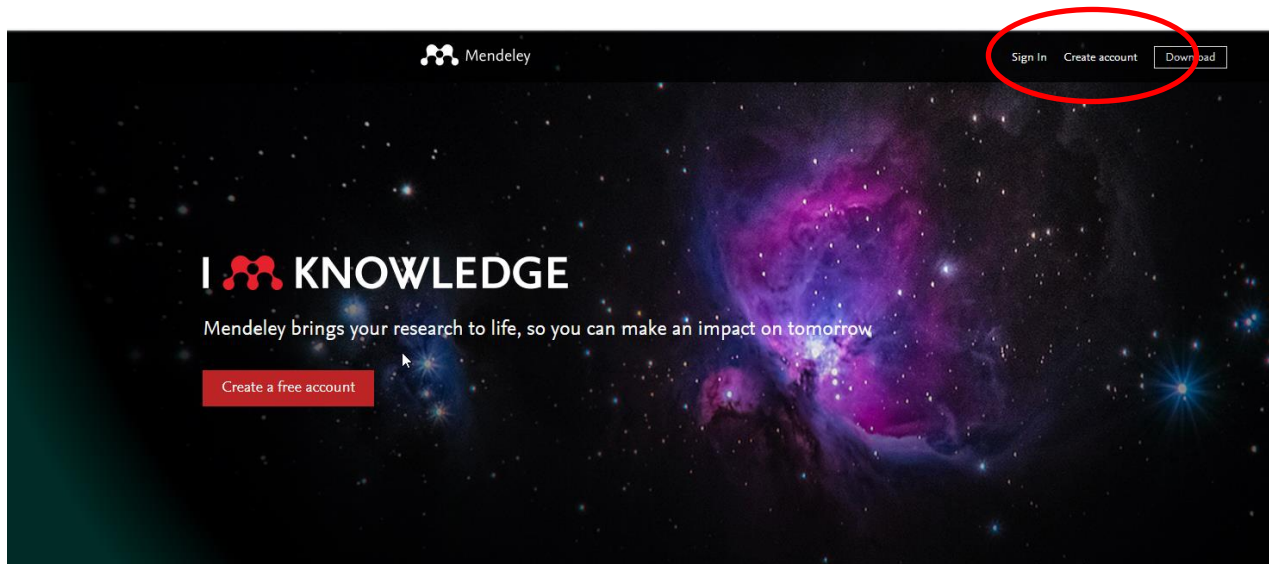 Mendeley
Sign In Create account Download
I KNOWLEDGE
Mendeley brings your research to life, so you can make an impact on tomorrow
Create a free account